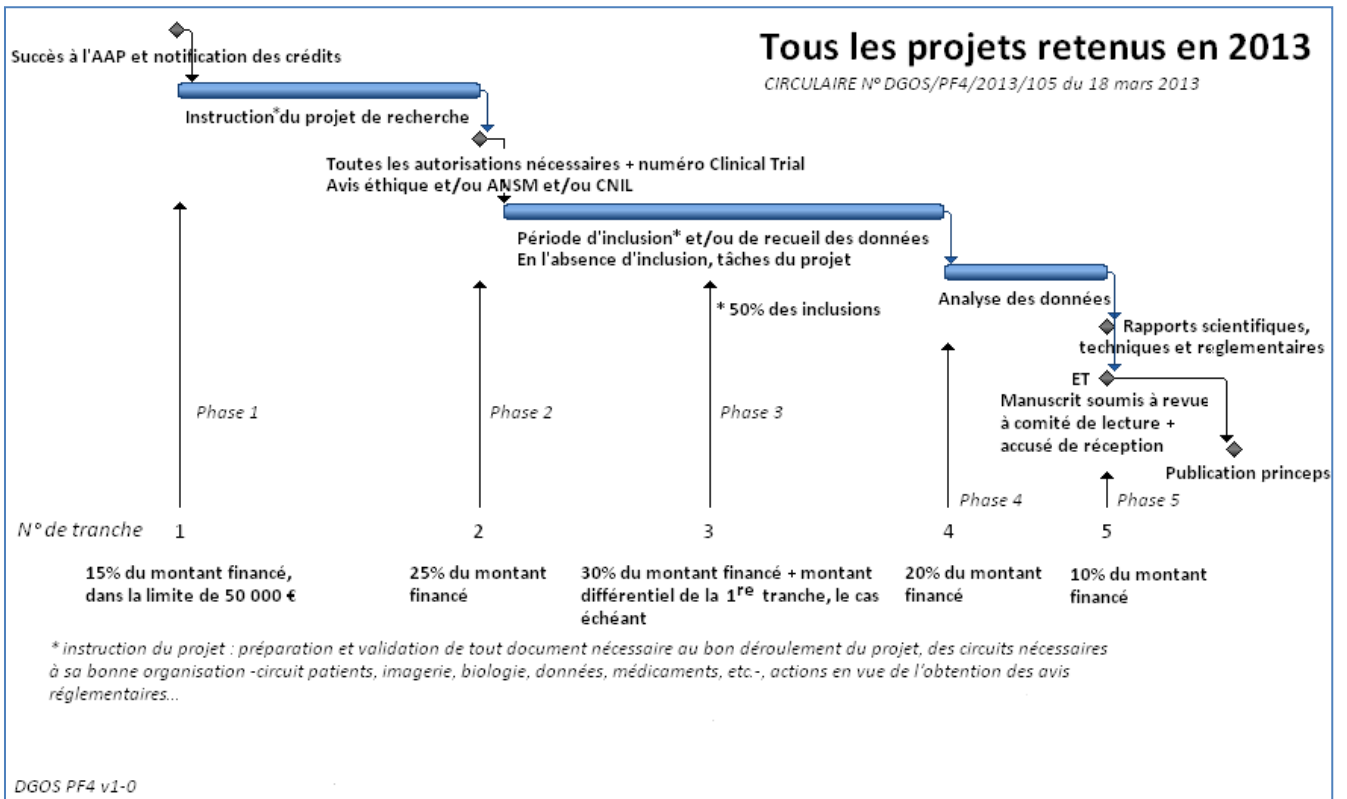 Tous les projets retenus en 2013
CIRCULAIRE N° DGOS/PF4/2013/105 du 18 mars 2013
Succès à l'AAP et notification des crédits
Instruction*du projet de recherche
Toutes les autorisations nécessaires + numéro Clinical Trial
Avis éthique et/ou ANSM et/ou CNIL
Période d'inclusion* et/ou de recueil des données
En l'absence d'inclusion, tâches du projet
* 50% des inclusions
Analyse des données
Rapports scientifiques,
techniques et reglementaires
ET
Manuscrit soumis à revue
à comité de lecture +
accusé de réception
Publication princeps
Phase 1
Phase 2
Phase 3
Phase 4
Phase 5
N° de tranche 1 2 3 4 5
15% du montant financé,
dans la limite de 50 000 €
25% du montant
financé
30% du montant financé + montant
différentiel de la 1re tranche, le cas
échéant
20% du montant
financé
10% du montant
financé
* instruction du projet : préparation et validation de tout document nécessaire au bon déroulement du projet, des circuits nécessaires
à sa bonne organisation -circuit patients, imagerie, biologie, données, médicaments, etc.-, actions en vue de l'obtention des avis
réglementaires...
DGOS PF4 v1-0